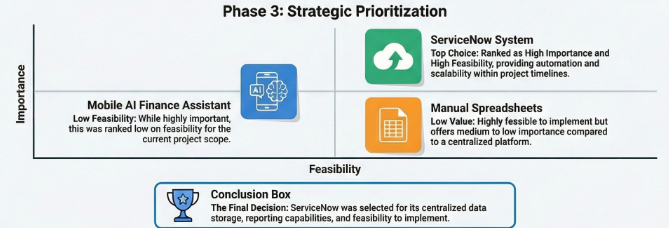 Phase 3: Strategic Prioritization
Importance
AI
Mobile AI Finance Assistant
Low Feasibility: While highly important,
this was ranked low on feasibility for the
current project scope.
ServiceNow System
Top Choice: Ranked as High Importance and
High Feasibility, providing automation and
scalability within project timelines.
Manual Spreadsheets
Low Value: Highly fessible to implement but
offers medium to low importance compared
to a centralized platform.
Feasibility
Conclusion Box
The Final Decision: ServiceNow was selected for its centralized data
storage, reporting capabilities, and feasibility to implement.